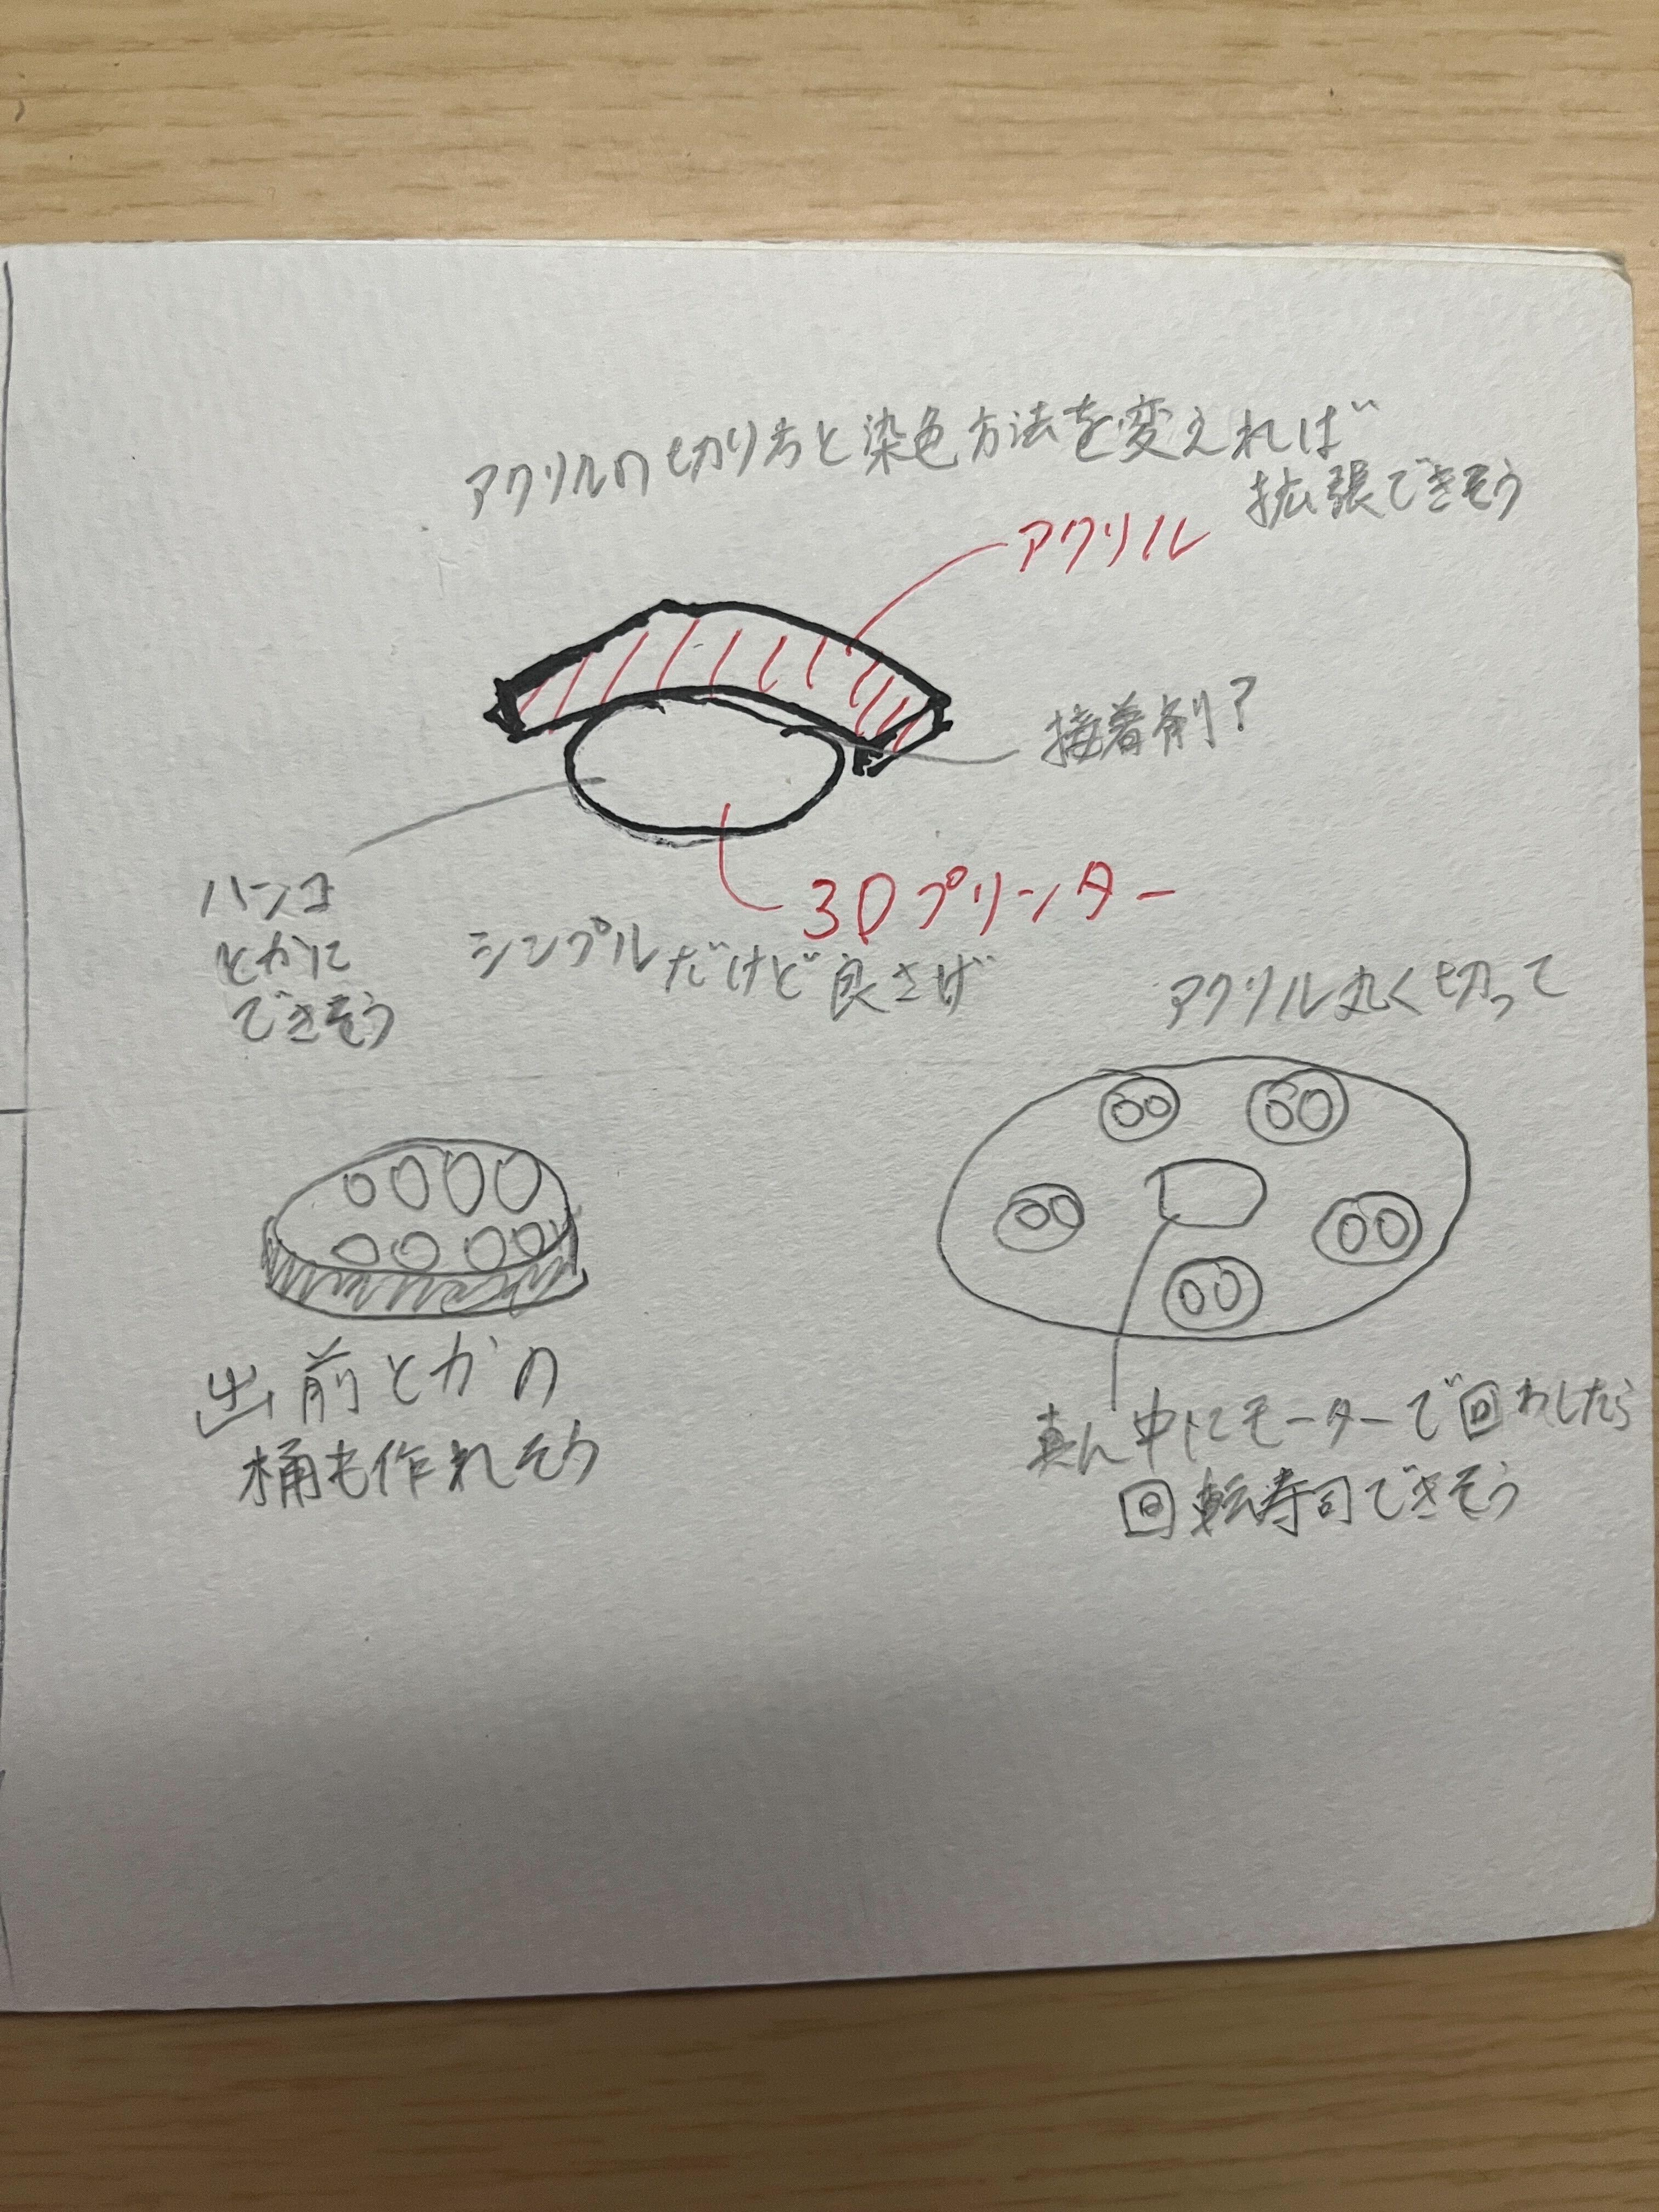 アクリルの切り方と染色方法を変えれば
拡張できそう
アクリル
接着剤?
ハンコ
とかに
できそう
3Dプリンター
シンプルだけど良さげ
アクリル丸く切って
出前とかの
桶も作れそう
真ん中にモーターで回わしたら
回転寿司できそう